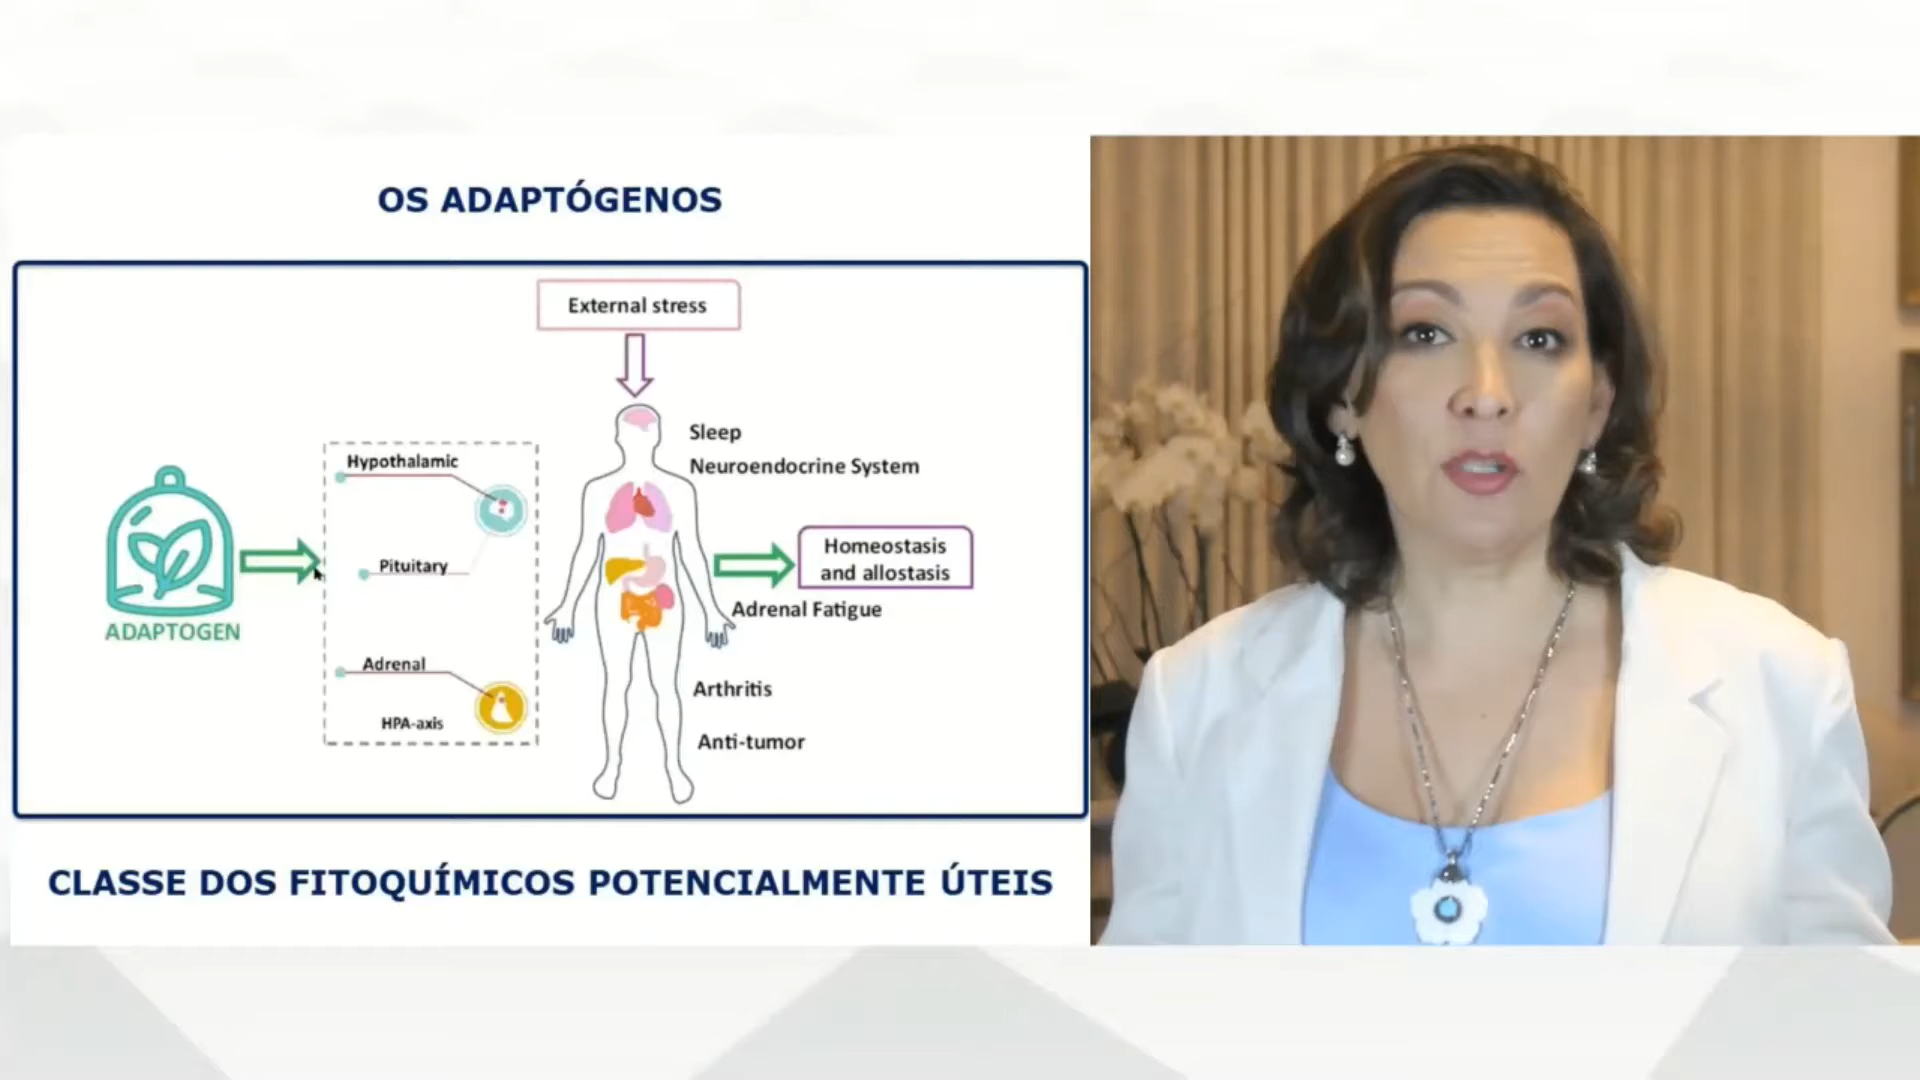 OS ADAPTÓGENOS
External stress
Sleep
Neuroendocrine System
Hypothalamic
Pituitary
Adrenal
HPA-axis
ADAPTOGEN
Homeostasis
and allostasis
Adrenal Fatigue
Arthritis
Anti-tumor
CLASSE DOS FITOQUÍMICOS POTENCIALMENTE ÚTEIS